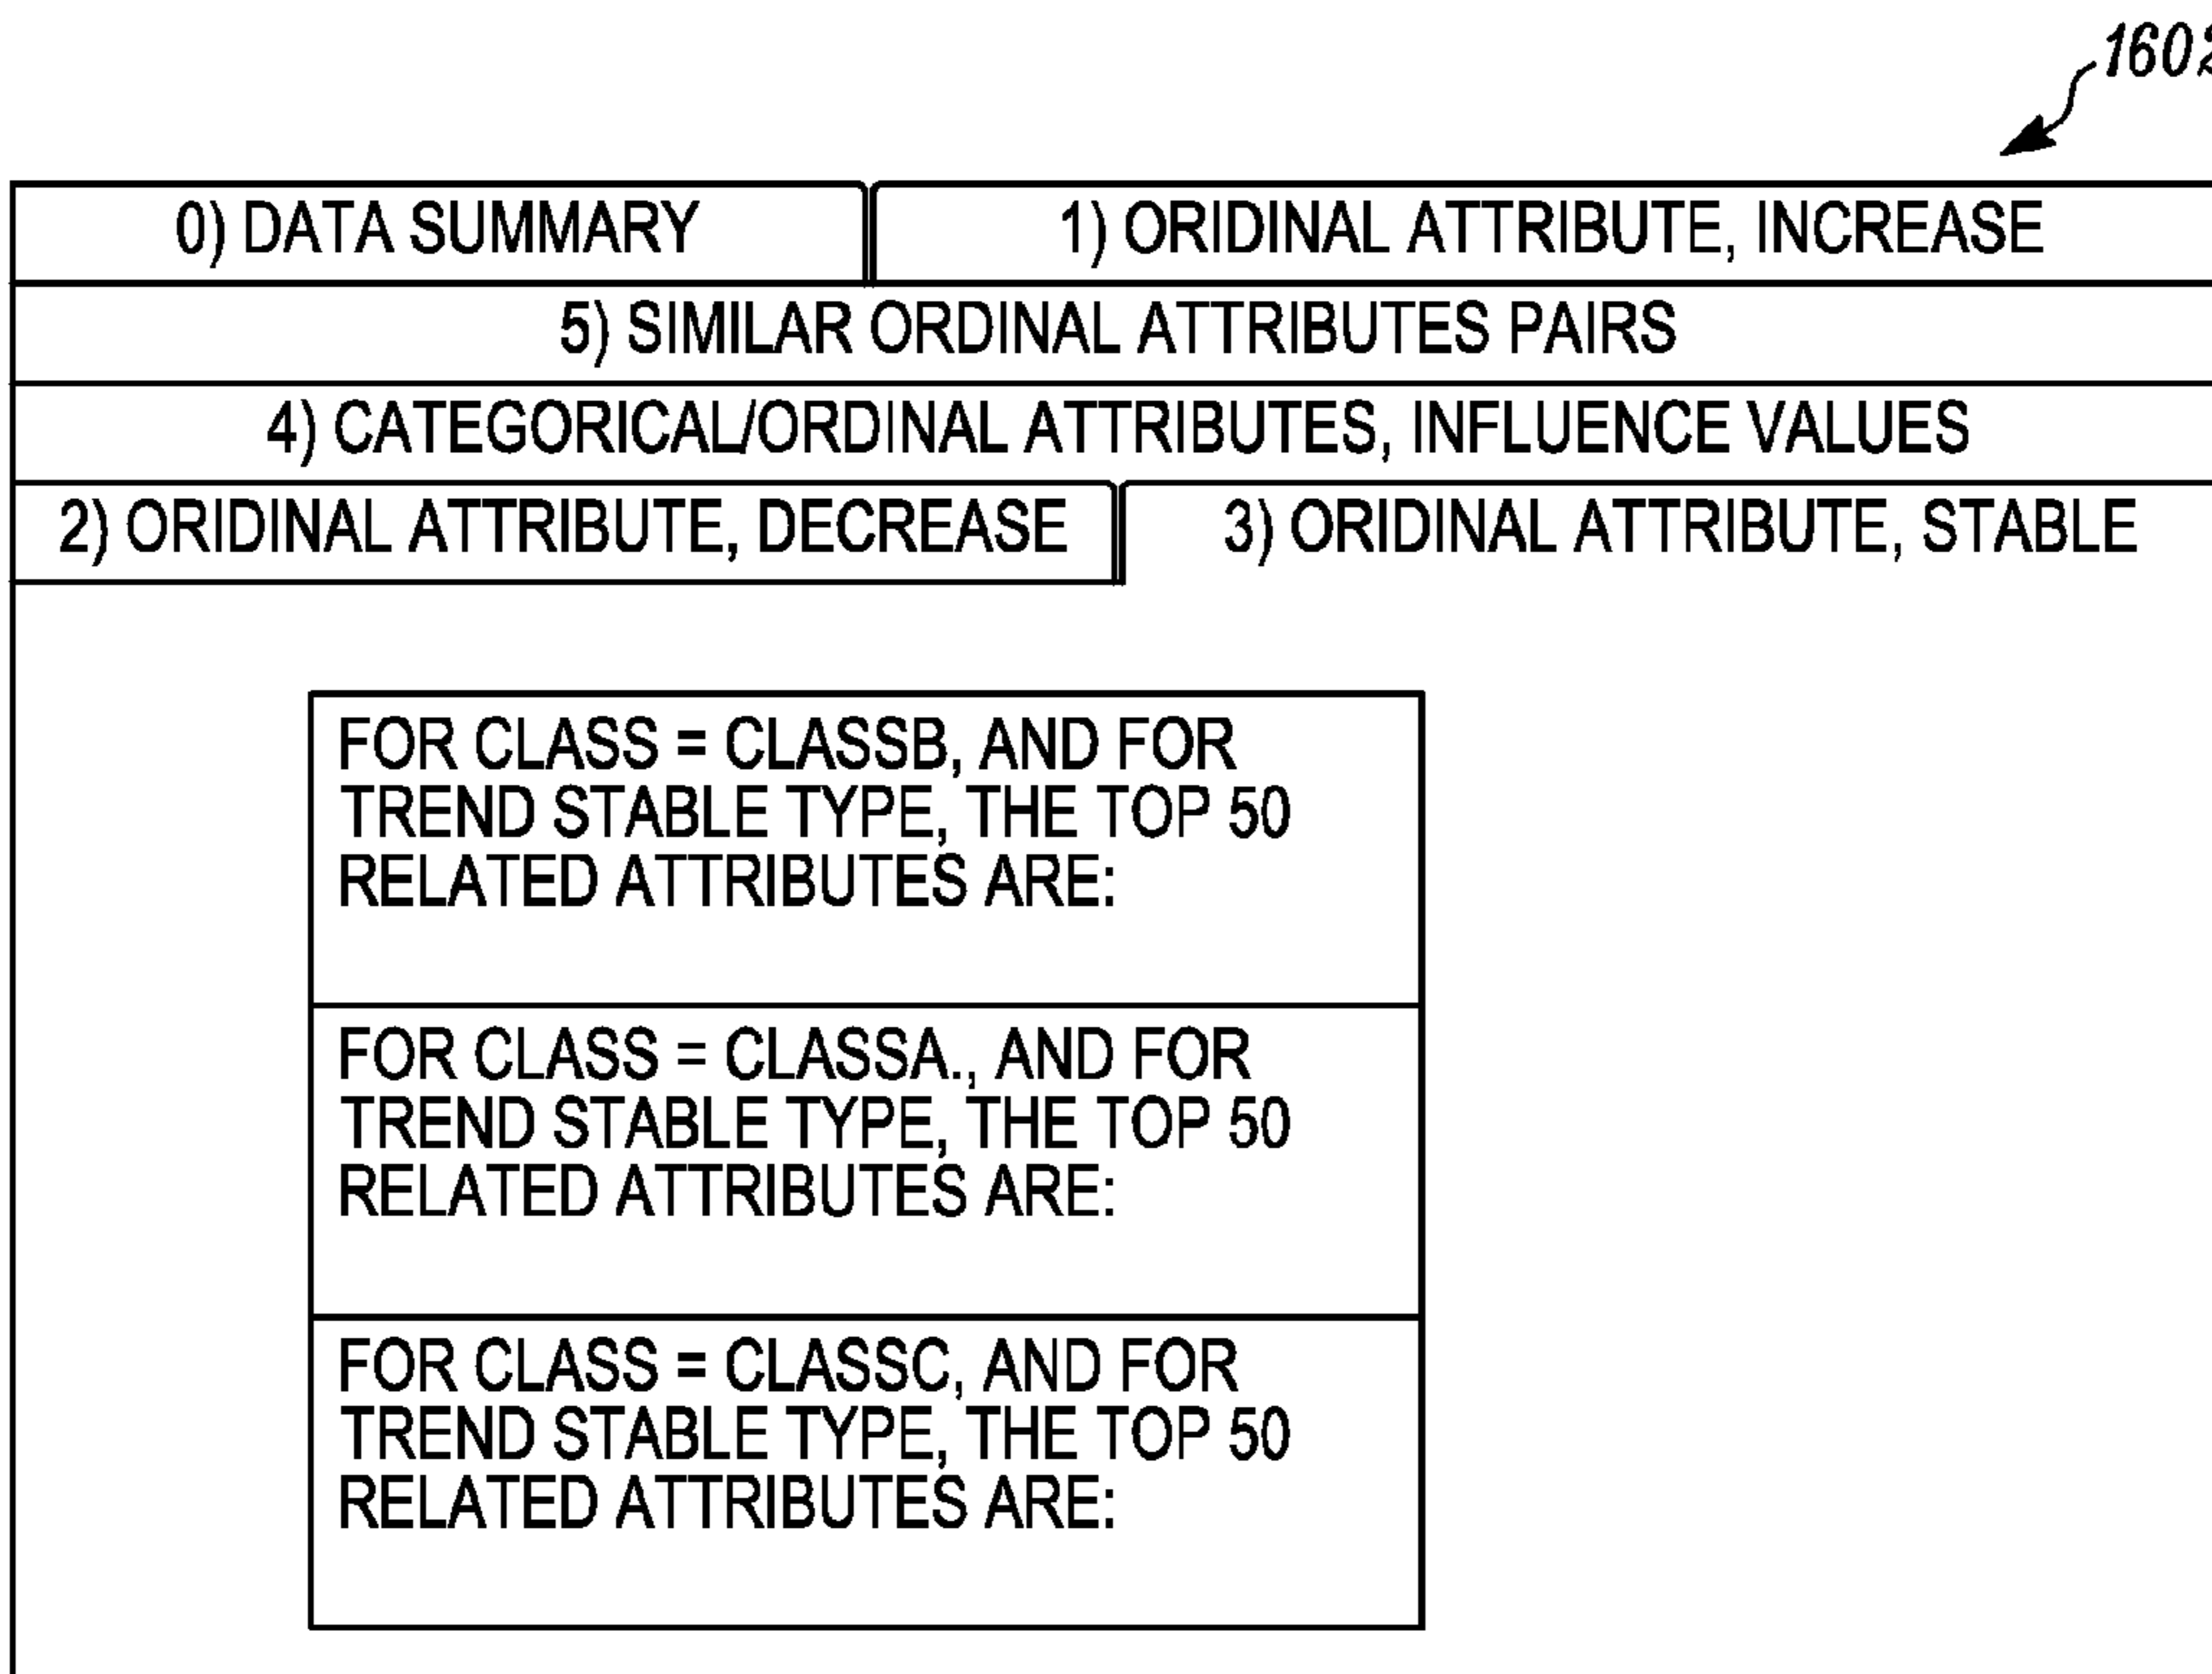 1602
0) DATA SUMMARY
1) ORIDINAL ATTRIBUTE, INCREASE
5) SIMILAR ORDINAL ATTRIBUTES PAIRS
4) CATEGORICAL/ORDINAL ATTRIBUTES, INFLUENCE VALUES
2) ORIDINAL ATTRIBUTE, DECREASE
3) ORIDINAL ATTRIBUTE, STABLE
FOR CLASS = CLASSB, AND FOR
TREND STABLE TYPE, THE TOP 50
RELATED ATTRIBUTES ARE:
FOR CLASS = CLASSA., AND FOR
TREND STABLE TYPE, THE TOP 50
RELATED ATTRIBUTES ARE:
FOR CLASS = CLASSC, AND FOR
TREND STABLE TYPE, THE TOP 50
RELATED ATTRIBUTES ARE: